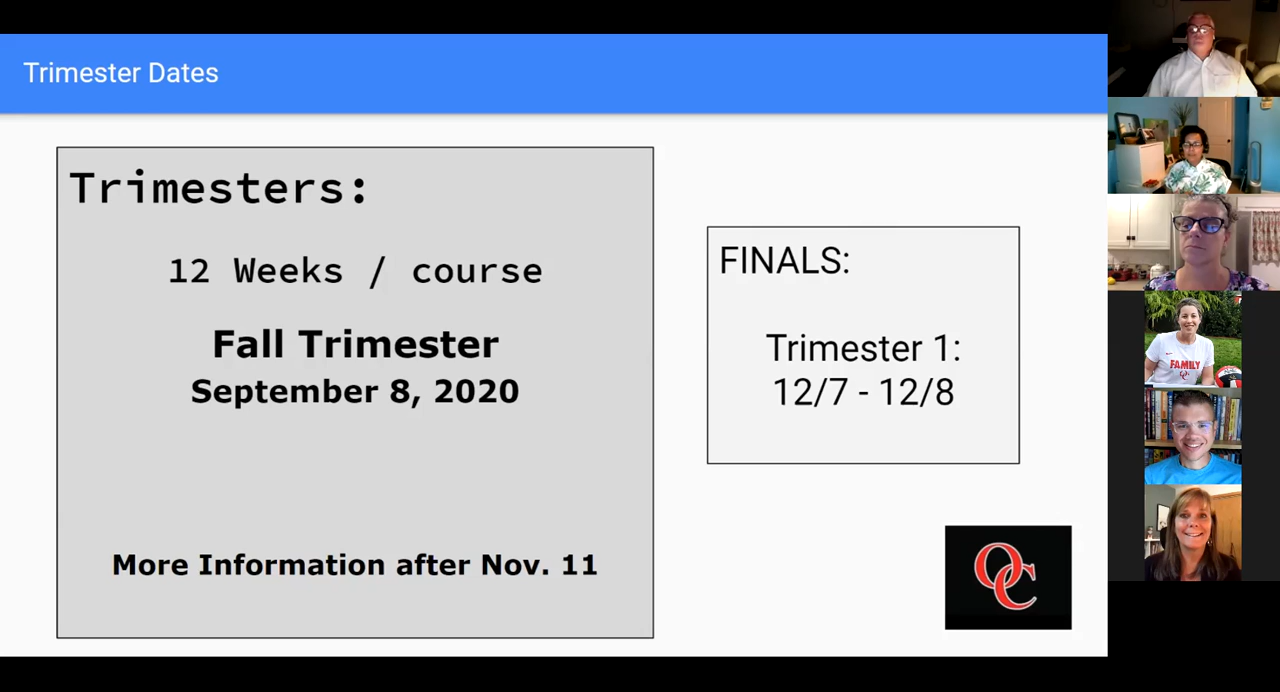 Trimester Dates
Trimesters:
12 Weeks / course
Fall Trimester
September 8, 2020
More Information after Nov. 11
FINALS:
Trimester 1:
12/7 - 12/8
OC
FAMILY
OC